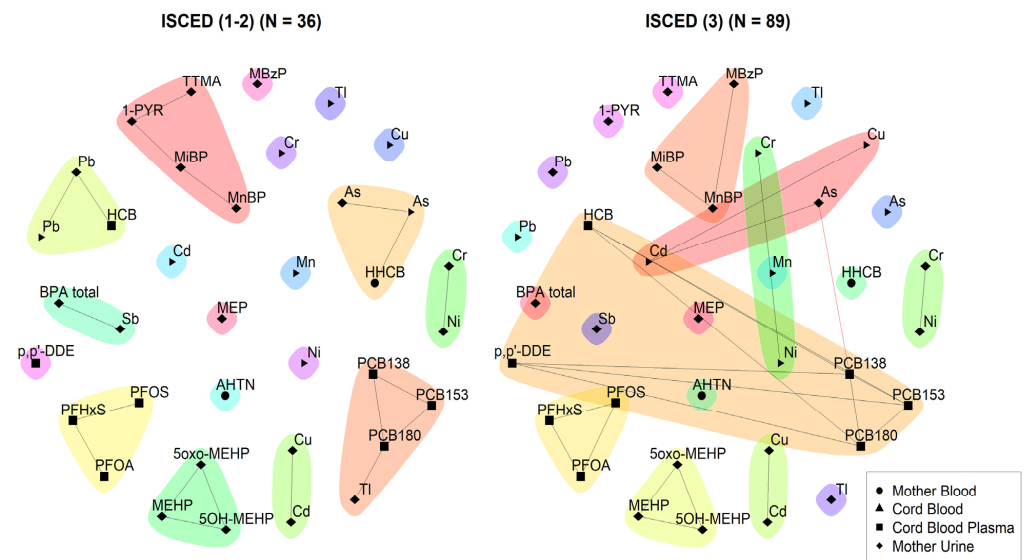 ISCED (1-2) (N = 36)
TTMA
MBzP
Tl
1-PYR
Cu
Cr
Pb
MiBP
As
As
MnBP
HCB
Pb
Cd
Mn
HHCB
Cr
BPA total
Sb
MEP
Ni
p,p'-DDE
Ni
PCB138
AHTN
PCB153
PFOS
PFHxS
PCB180
Cu
5oxo-MEHP
PFOA
Tl
MEHP
5OH-MEHP
Cd
ISCED (3) (N = 89)
TTMA
MBzP
Tl
1-PYR
Cu
Cr
Pb
MiBP
As
As
MnBP
HCB
Pb
Cd
Mn
HHCB
Cr
BPA total
Sb
MEP
Ni
p,p'-DDE
Ni
PCB138
AHTN
PCB153
PFOS
PFHxS
PCB180
Cu
5oxo-MEHP
PFOA
Tl
MEHP
5OH-MEHP
Cd
Mother Blood
Cord Blood
Cord Blood Plasma
Mother Urine